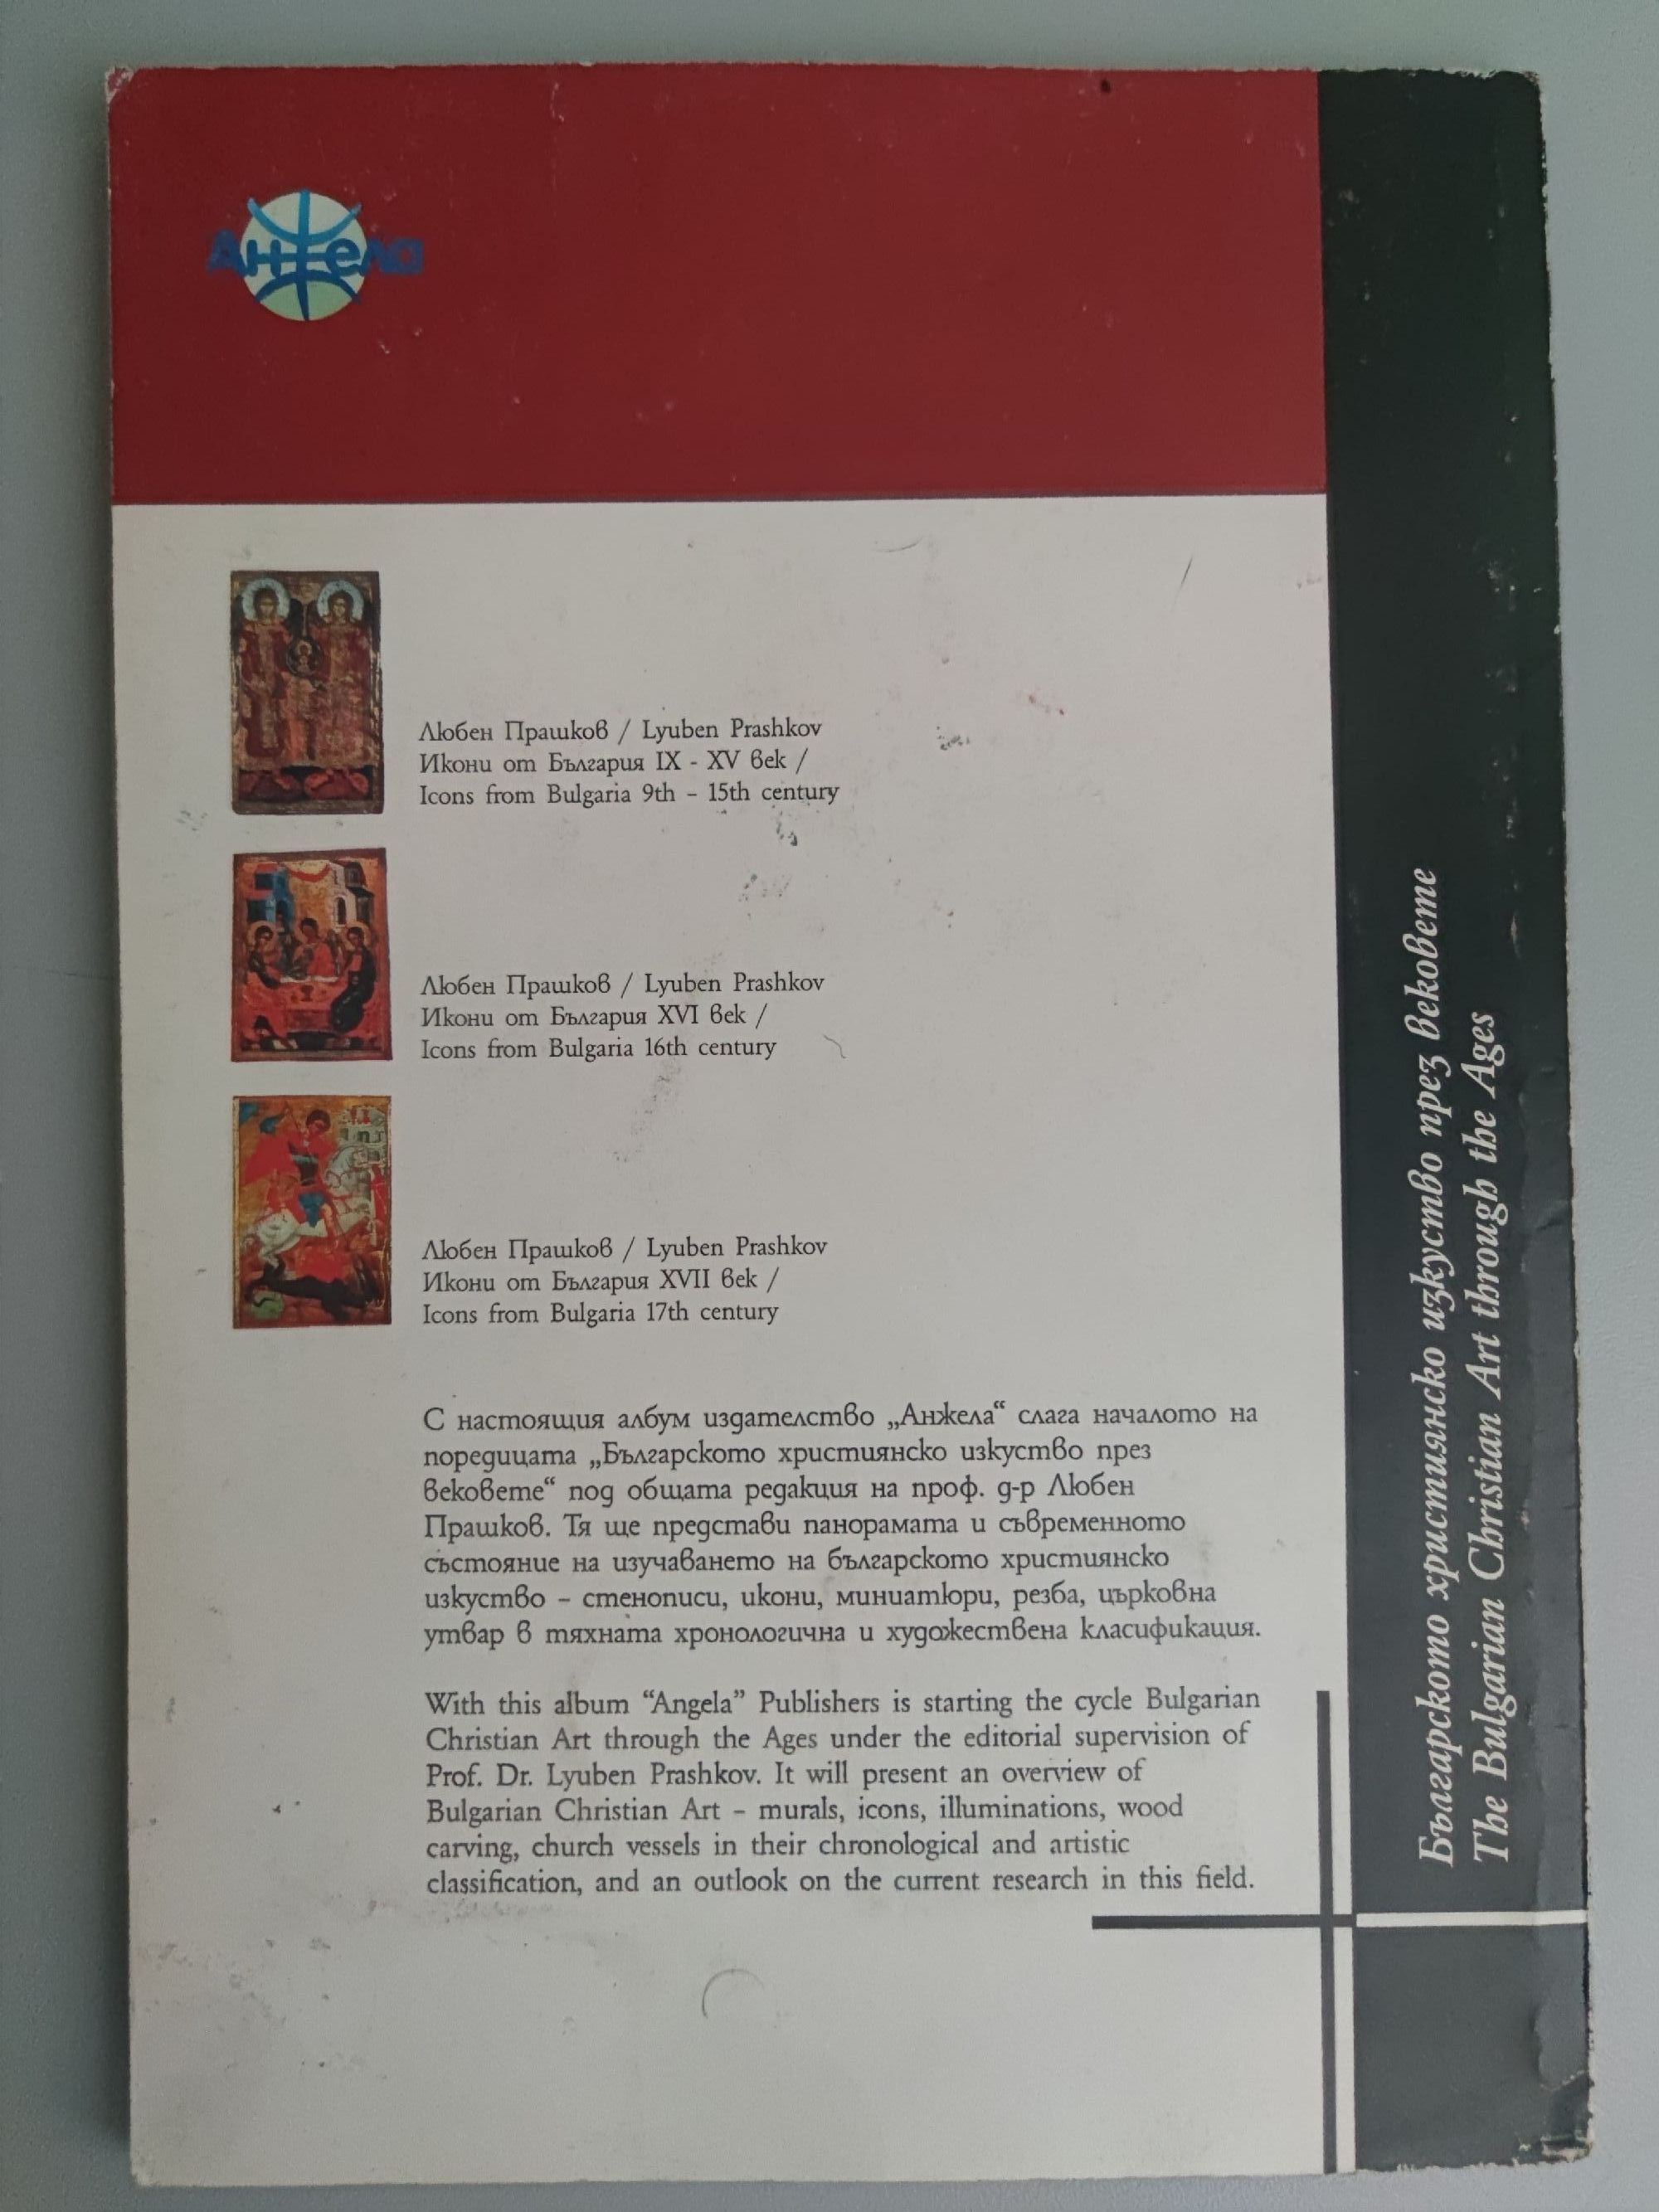 Анжела
Любен Прашков / Lyuben Prashkov
Икони от България IX - XV век /
Icons from Bulgaria 9th – 15th century
Любен Прашков / Lyuben Prashkov
Икони от България XVI век /
Icons from Bulgaria 16th century
Любен Прашков / Lyuben Prashkov
Икони от България XVII век /
Icons from Bulgaria 17th century
С настоящия албум издателство „Анжела“ слага началото на
поредицата „Българското християнско изкуство през
вековете“ под общата редакция на проф. д-р Любен
Прашков. Тя ще представи панорамата и съвременното
състояние на изучаването на българското християнско
изкуство – стенописи, икони, миниатюри, резба, църковна
утвар в тяхната хронологична и художествена класификация.
With this album “Angela” Publishers is starting the cycle Bulgarian
Christian Art through the Ages under the editorial supervision of
Prof. Dr. Lyuben Prashkov. It will present an overview of
Bulgarian Christian Art – murals, icons, illuminations, wood
carving, church vessels in their chronological and artistic
classification, and an outlook on the current research in this field.
Българското християнско изкуство през вековете
The Bulgarian Christian Art through the Ages